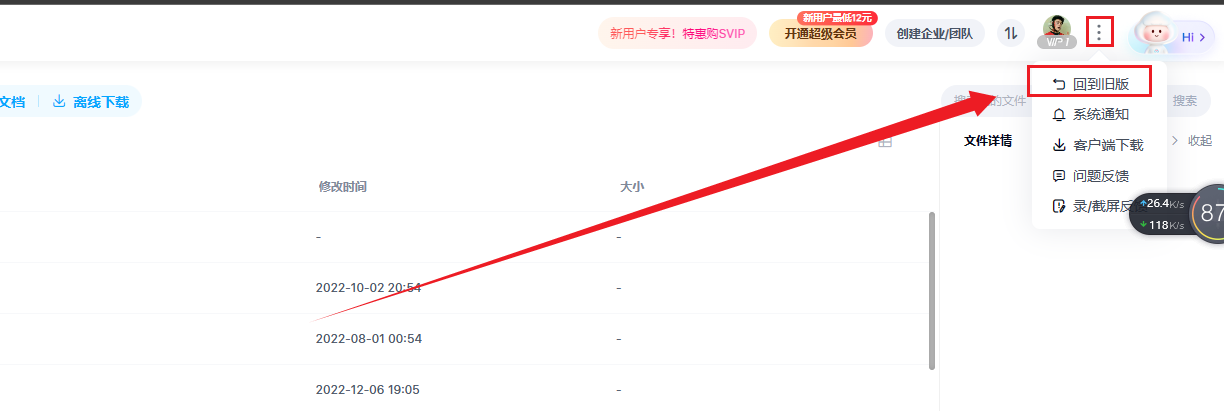 新用户最低12元
新用户专享！特惠购SVIP
开通超级会员
创建企业/团队
VIP 1
Hi >
回到旧版
文档
离线下载
的文件
搜索
系统通知
文件详情
收起
客户端下载
修改时间
大小
问题反馈
录/截屏反
26.4K/s
87
118K/s
-
-
2022-10-02 20:54
-
2022-08-01 00:54
-
2022-12-06 19:05
-